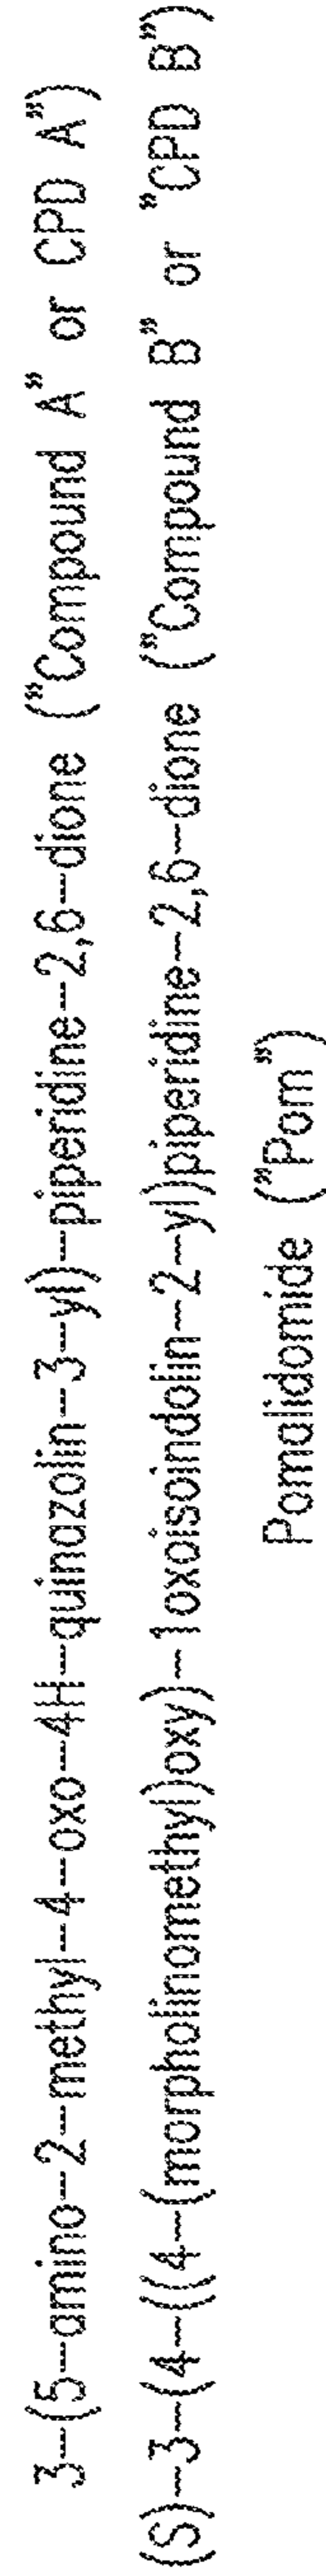 3-(5-amino-2-methyl-4-oxo-4H-quinazolin-3-yl)-piperidine-2,6-dione ("Compound A" or CPD A")
(S)-3-(4-((4-(morpholinomethyl)oxy)-1oxoisoindolin-2-yl)piperidine-2,6-dione ("Compound B" or "CPD B")
Pomalidomide ("Pom")